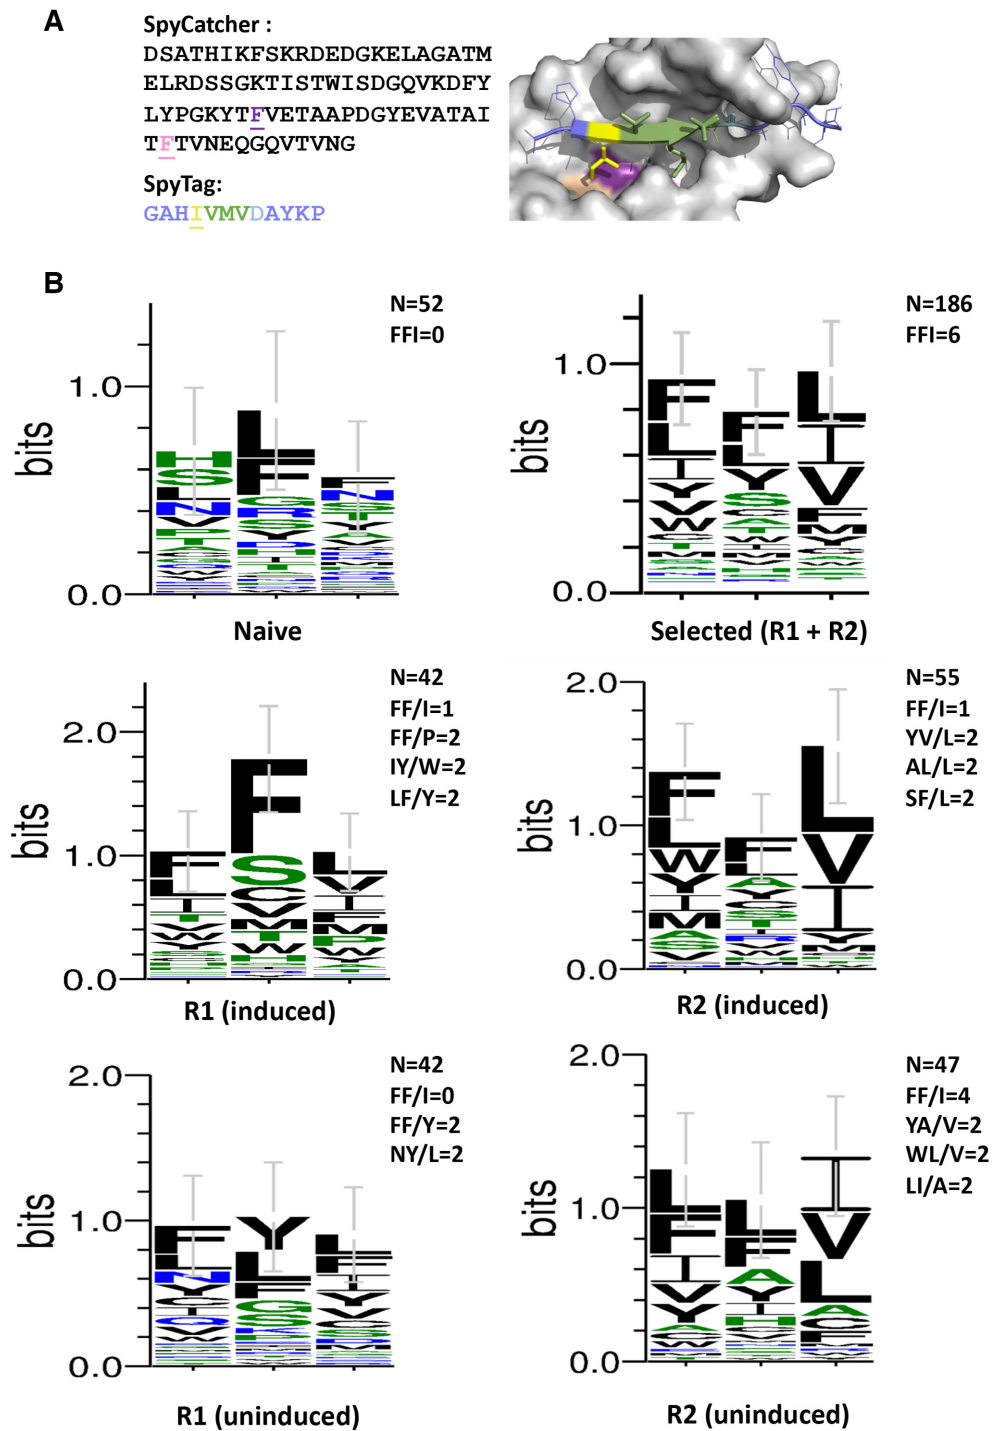 A
SpyCatcher :
DSATHIKFSKRDEDGKELAGATM
ELRDSSGKTISTWISDGQVKDFY
LYPGKYTFVETAAPDGYEVATAI
TFTVNEQGQVTVNG
SpyTag:
GAHIVMVDAYKP
B
N=52
FFI=0
1.0
0.0
bits
Naive
N=186
FFI=6
1.0
0.0
bits
Selected (R1 + R2)
N=42
FF/I=1
FF/P=2
IY/W=2
LF/Y=2
2.0
1.0
0.0
bits
R1 (induced)
N=55
FF/I=1
YV/L=2
AL/L=2
SF/L=2
2.0
1.0
0.0
bits
R2 (induced)
N=42
FF/I=0
FF/Y=2
NY/L=2
2.0
1.0
0.0
bits
R1 (uninduced)
N=47
FF/I=4
YA/V=2
WL/V=2
LI/A=2
2.0
1.0
0.0
bits
R2 (uninduced)